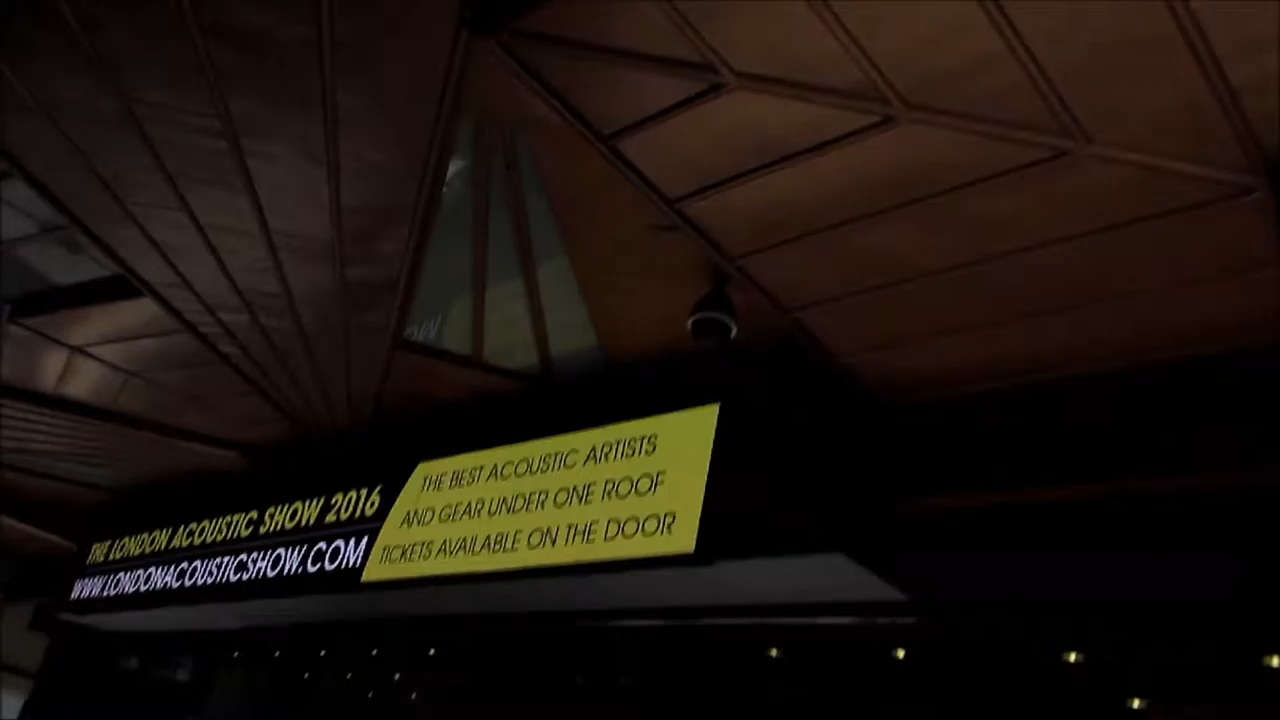 THE LONDON ACOUSTIC SHOW 2016
WWW.LONDONACOUSTICSHOW.COM
THE BEST ACOUSTIC ARTISTS
AND GEAR UNDER ONE ROOF
TICKETS AVAILABLE ON THE DOOR